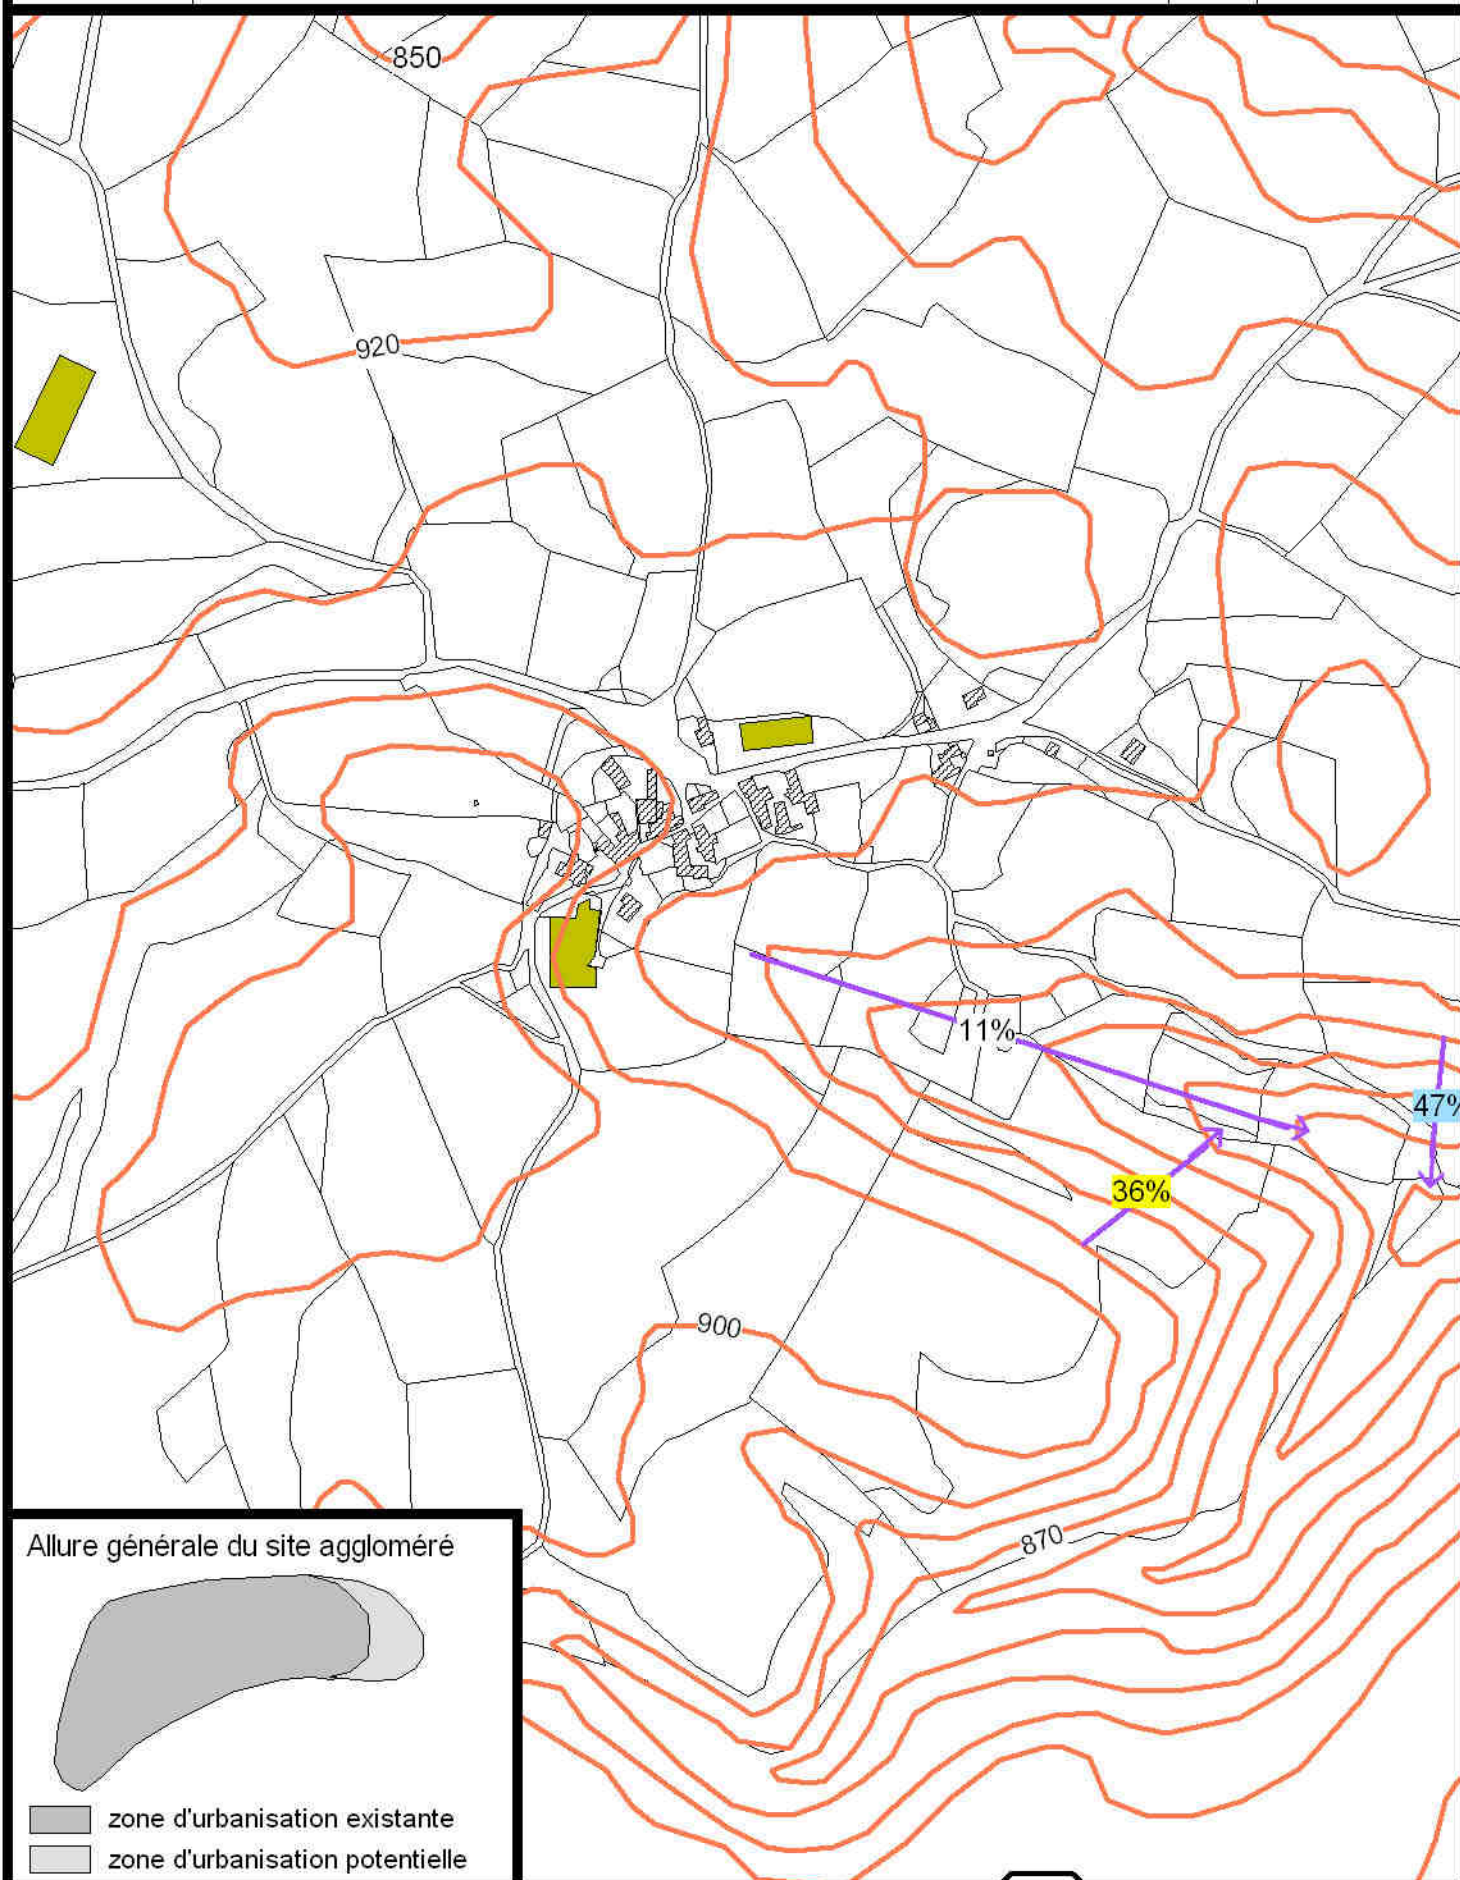 850
920
11%
47%
36%
900
870
Allure générale du site aggloméré
zone d'urbanisation existante
zone d'urbanisation potentielle